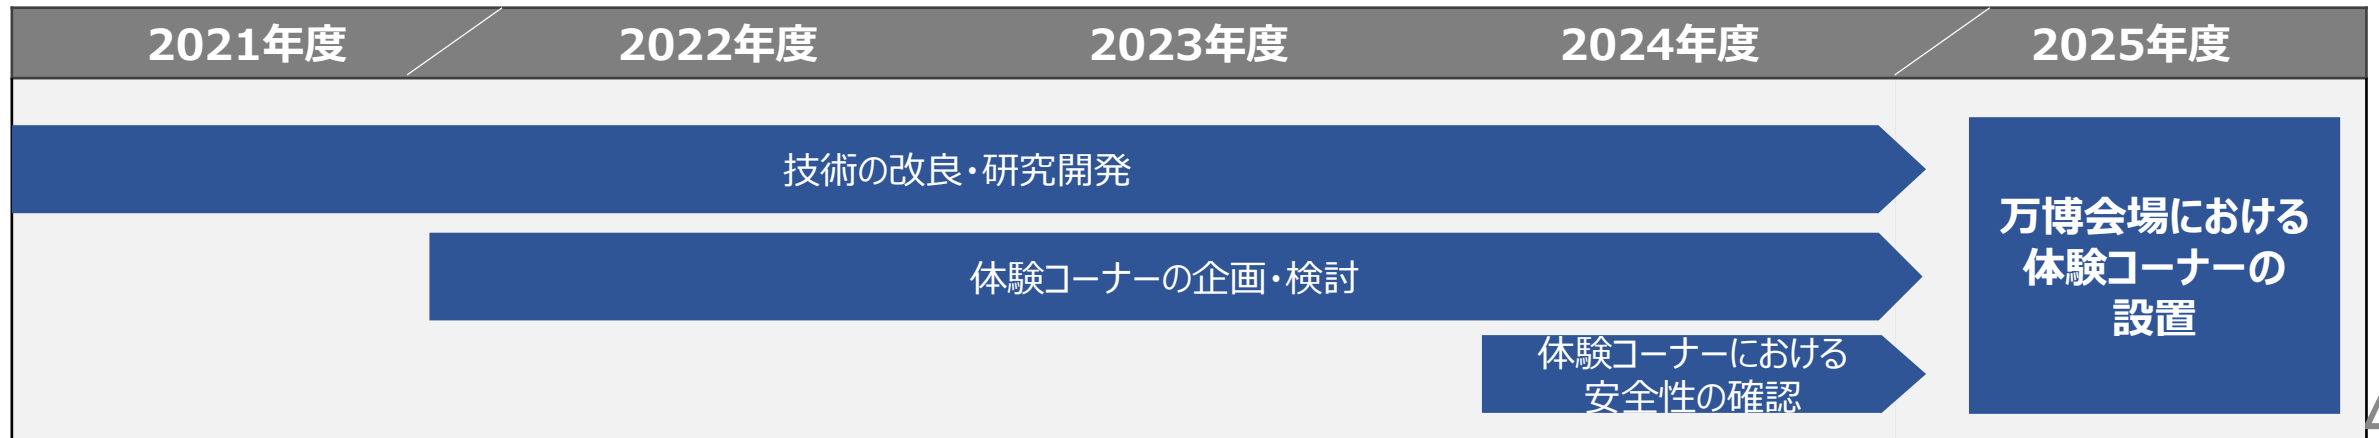 2021年度 2022年度 2023年度 2024年度 2025年度
技術の改良・研究開発
体験コーナーの企画・検討
体験コーナーにおける
安全性の確認
万博会場における
体験コーナーの
設置